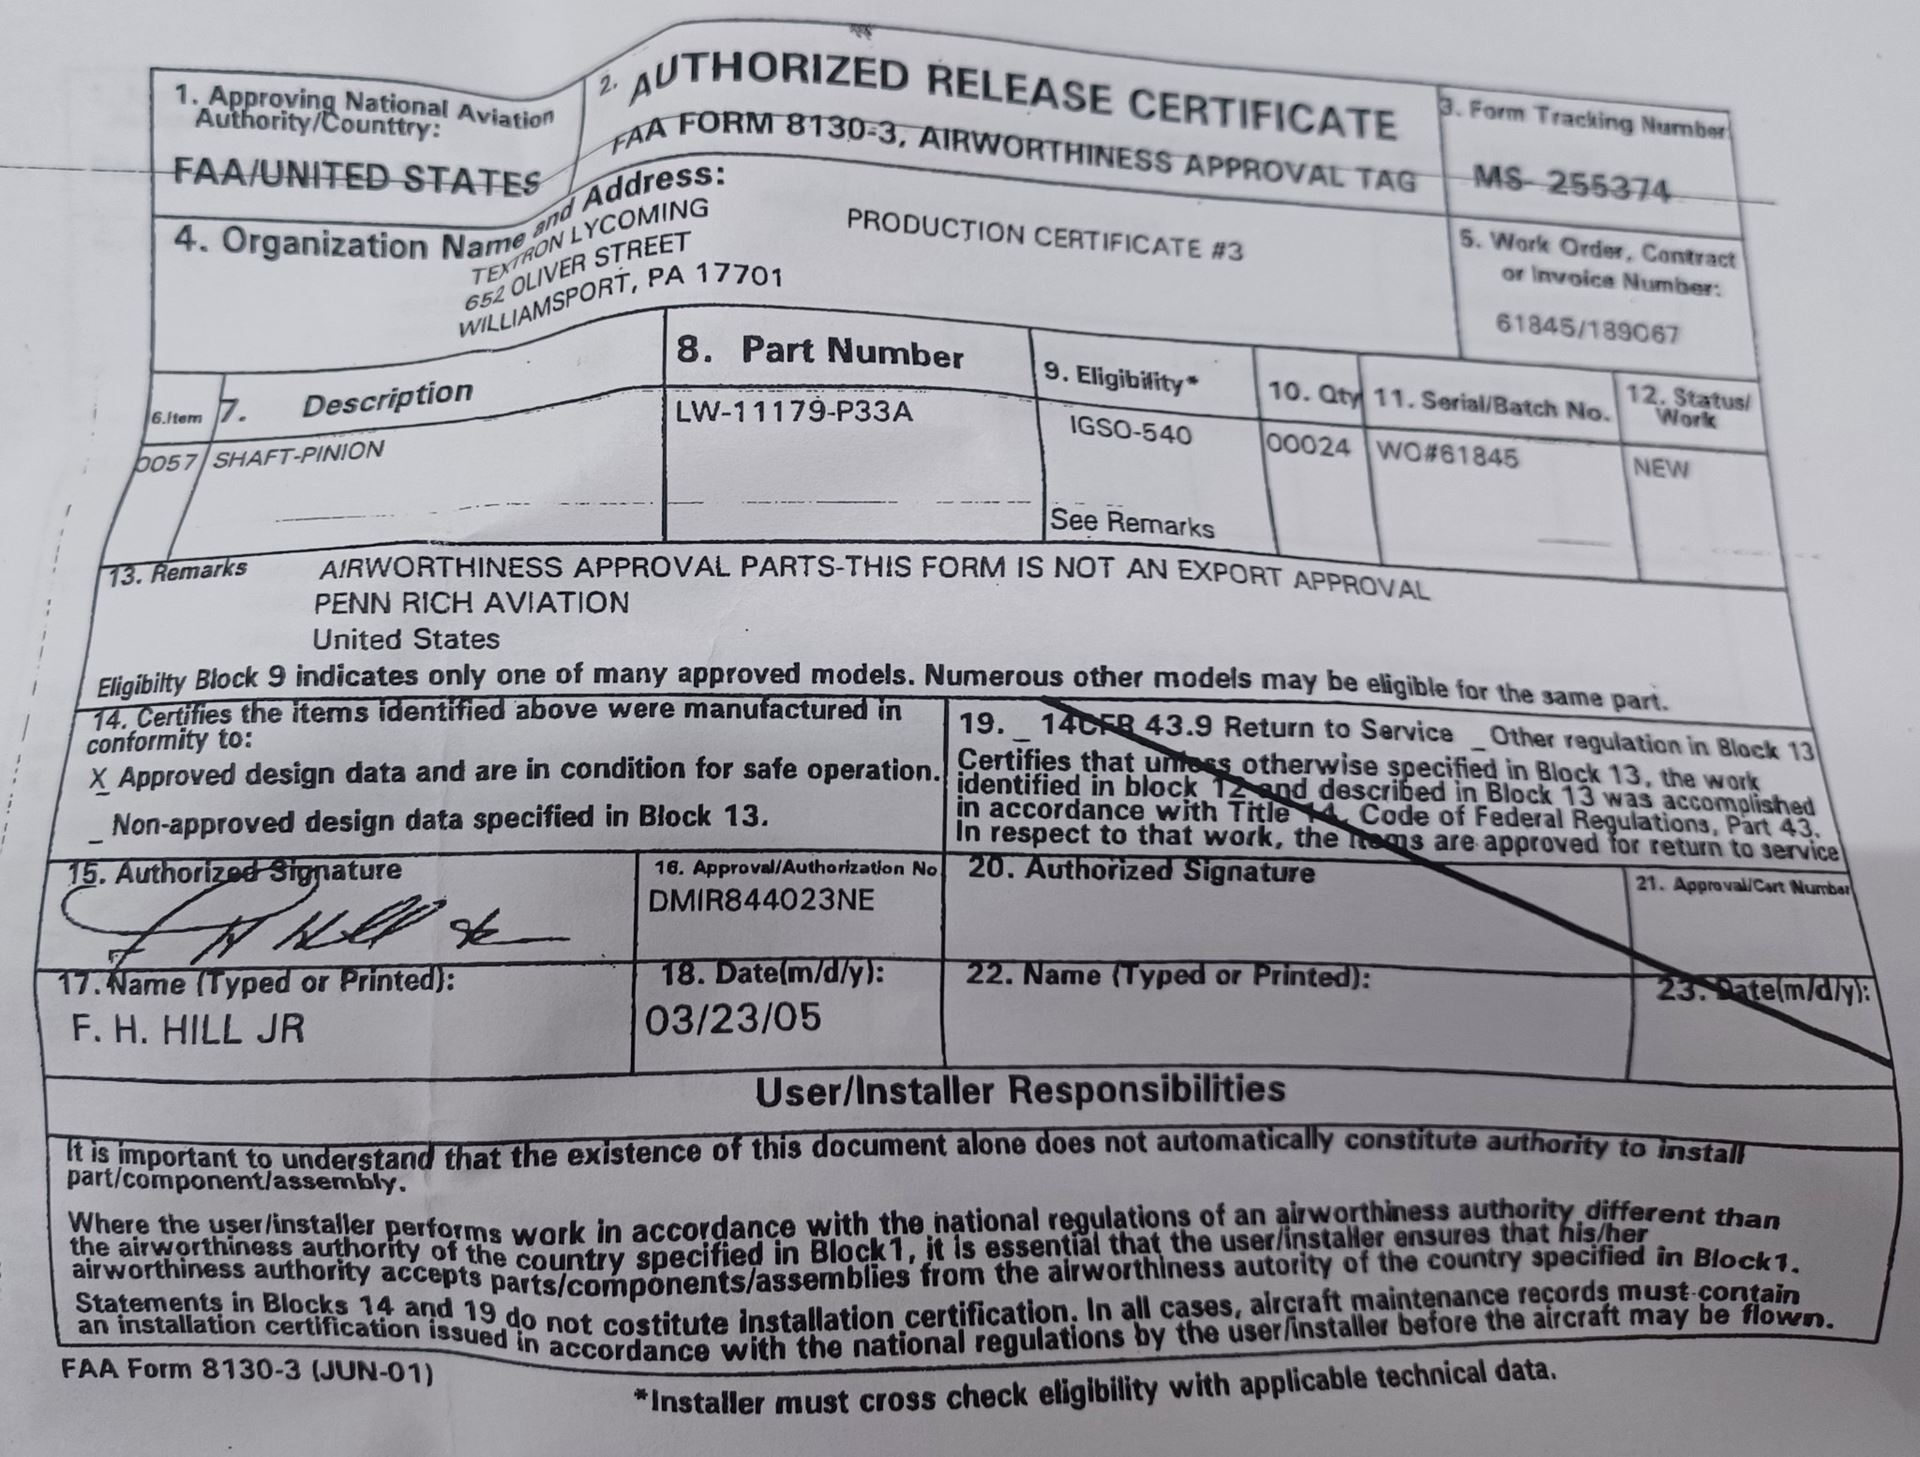 1. Approving National Aviation
Authority/Counttry:
FAA/UNITED STATES
2. AUTHORIZED RELEASE CERTIFICATE
FAA FORM 8130-3, AIRWORTHINESS APPROVAL TAG
3. Form Tracking Number
MS- 255374
4. Organization Name and Address:
TEXTRON LYCOMING
652 OLIVER STREET
WILLIAMSPORT, PA 17701
PRODUCTION CERTIFICATE #3
5. Work Order, Contract
or Invoice Number:
61845/189067
6.Item
7. Description
8. Part Number
9. Eligibility*
10. Qty
11. Serial/Batch No.
12. Status/
Work
0057
SHAFT-PINION
LW-11179-P33A
IGSO-540
00024
WO#61845
NEW
See Remarks
13. Remarks
AIRWORTHINESS APPROVAL PARTS-THIS FORM IS NOT AN EXPORT APPROVAL
PENN RICH AVIATION
United States
Eligibilty Block 9 indicates only one of many approved models. Numerous other models may be eligible for the same part.
14. Certifies the items identified above were manufactured in
conformity to:
X Approved design data and are in condition for safe operation.
_ Non-approved design data specified in Block 13.
19. _ 14CFR 43.9 Return to Service _ Other regulation in Block 13
Certifies that unless otherwise specified in Block 13, the work
identified in block 12 and described in Block 13 was accomplished
in accordance with Title 14, Code of Federal Regulations, Part 43.
In respect to that work, the items are approved for return to service
15. Authorized Signature
16. Approval/Authorization No
DMIR844023NE
20. Authorized Signature
21. Approval/Cert Number
17. Name (Typed or Printed):
F. H. HILL JR
18. Date(m/d/y):
03/23/05
22. Name (Typed or Printed):
23. Date(m/d/y):
User/Installer Responsibilities
It is important to understand that the existence of this document alone does not automatically constitute authority to install
part/component/assembly.
Where the user/installer performs work in accordance with the national regulations of an airworthiness authority different than
the airworthiness authority of the country specified in Block1, it is essential that the user/installer ensures that his/her
airworthiness authority accepts parts/components/assemblies from the airworthiness autority of the country specified in Block1.
Statements in Blocks 14 and 19 do not costitute installation certification. In all cases, aircraft maintenance records must contain
an installation certification issued in accordance with the national regulations by the user/installer before the aircraft may be flown.
FAA Form 8130-3 (JUN-01)
*Installer must cross check eligibility with applicable technical data.